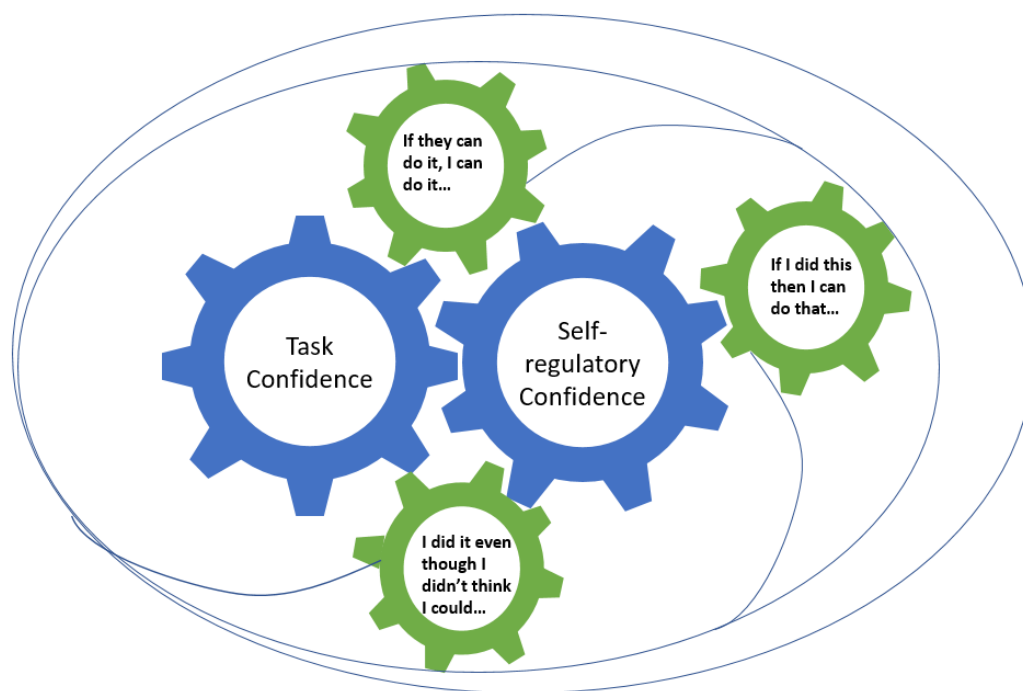 If they can
do it, I can
do it...
If I did this
then I can
do that...
Task
Confidence
Self-
regulatory
Confidence
I did it even
though I
didn't think
I could...